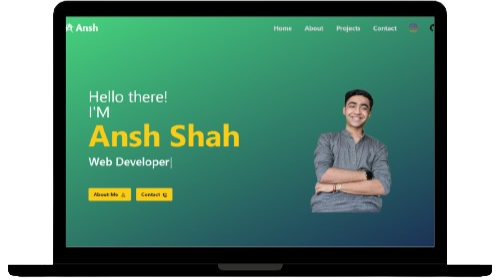 Ansh
Home About Projects Contact
Hello there!
I'M
Ansh Shah
Web Developer|
About Me
Contact